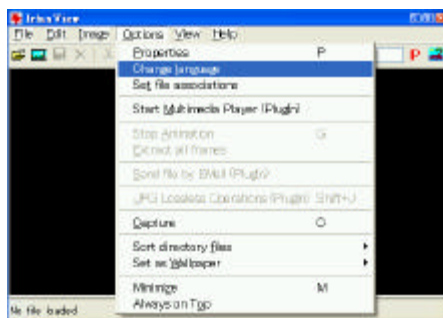 IrfanView
File Edit Image Options View Help
Properties P
Change language
Set file associations
Start Multimedia Player (PlugIn)
Stop Animation G
Extract all frames
Send file by EMail (PlugIn)
JPG Lossless Operations (PlugIn) Shift+J
Capture C
Sort directory files
Set as Wallpaper
Minimize M
Always on Top
No file loaded